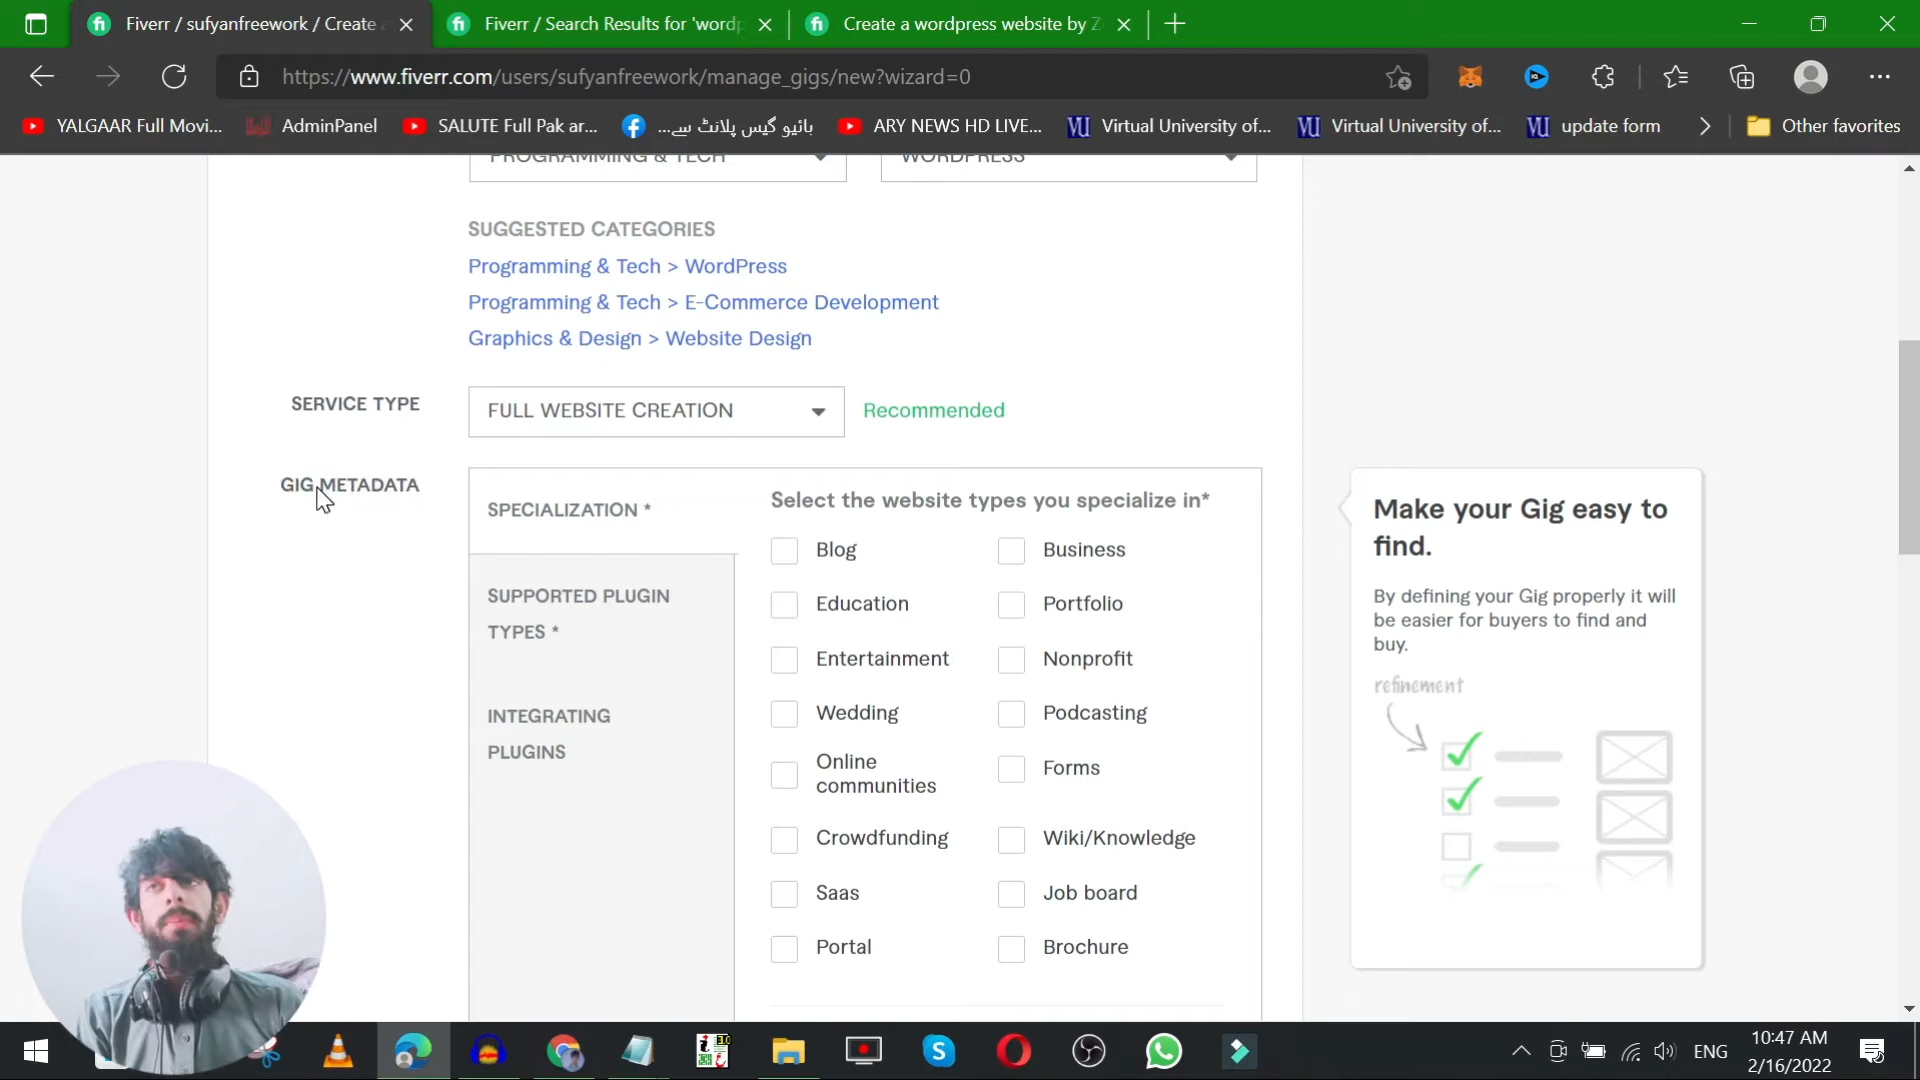 Fiverr / sufyanfreework / Create
Fiverr / Search Results for 'wordp
Create a wordpress website by Z
https://www.fiverr.com/users/sufyanfreework/manage_gigs/new?wizard=0
YALGAAR Full Movi...
AdminPanel
SALUTE Full Pak ar...
بائیو گیس پلانٹ سے...
ARY NEWS HD LIVE...
Virtual University of...
Virtual University of...
update form
Other favorites
PROGRAMMING & TECH
WORDPRESS
SUGGESTED CATEGORIES
Programming & Tech > WordPress
Programming & Tech > E-Commerce Development
Graphics & Design > Website Design
SERVICE TYPE
FULL WEBSITE CREATION
Recommended
GIG METADATA
SPECIALIZATION *
SUPPORTED PLUGIN
TYPES *
INTEGRATING
PLUGINS
Select the website types you specialize in*
Blog
Business
Education
Portfolio
Entertainment
Nonprofit
Wedding
Podcasting
Online
communities
Forms
Crowdfunding
Wiki/Knowledge
Saas
Job board
Portal
Brochure
Make your Gig easy to
find.
By defining your Gig properly it will
be easier for buyers to find and
buy.
refinement
ENG
10:47 AM
2/16/2022